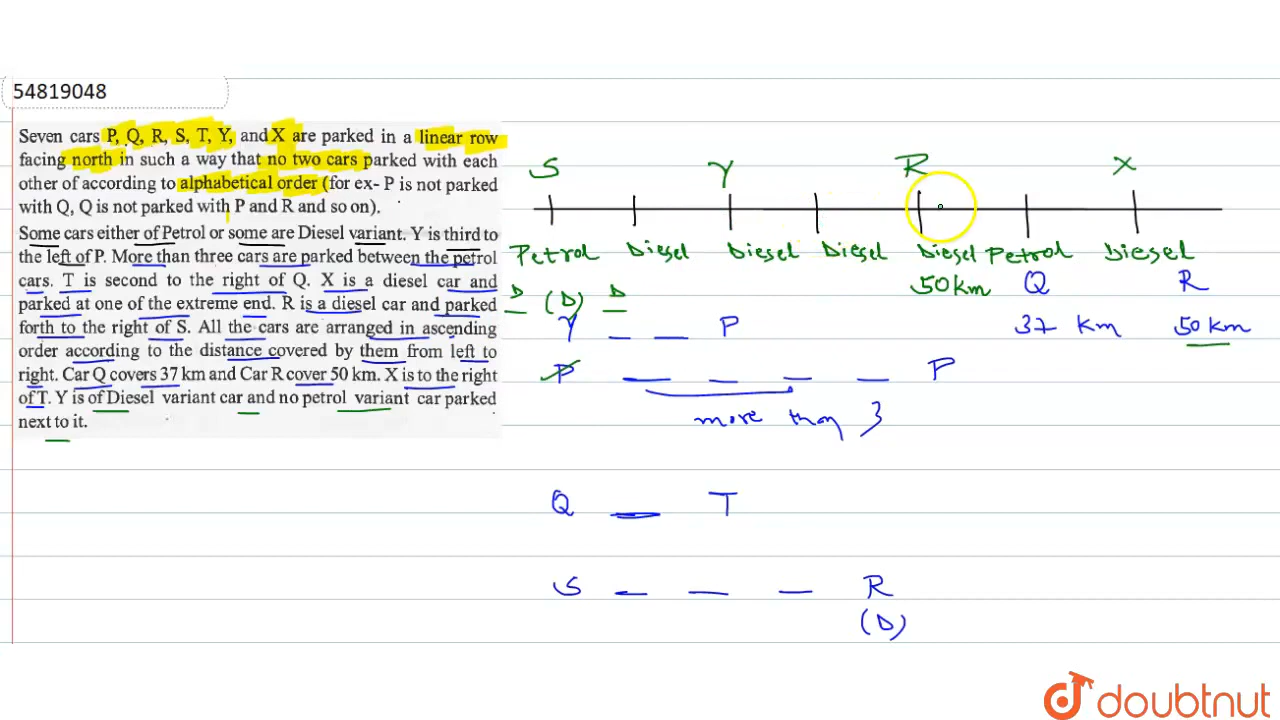 54819048
Seven cars P, Q, R, S, T, Y, and X are parked in a linear row
facing north in such a way that no two cars parked with each
other of according to alphabetical order (for ex- P is not parked
with Q, Q is not parked with P and R and so on).
Some cars either of Petrol or some are Diesel variant. Y is third to
the left of P. More than three cars are parked between the petrol
cars. T is second to the right of Q. X is a diesel car and
parked at one of the extreme end. R is a diesel car and parked
forth to the right of S. All the cars are arranged in ascending
order according to the distance covered by them from left to
right. Car Q covers 37 km and Car R cover 50 km. X is to the right
of T. Y is of Diesel variant car and no petrol variant car parked
next to it.
S Y R X
Petrol Diesel Diesel Diesel Diesel Petrol Diesel
50km Q R
D (D) D
Y _ _ P 37 km 50 km
P _ _ _ _ P
more than 3
Q _ T
S _ _ _ R
(D)
doubtnut